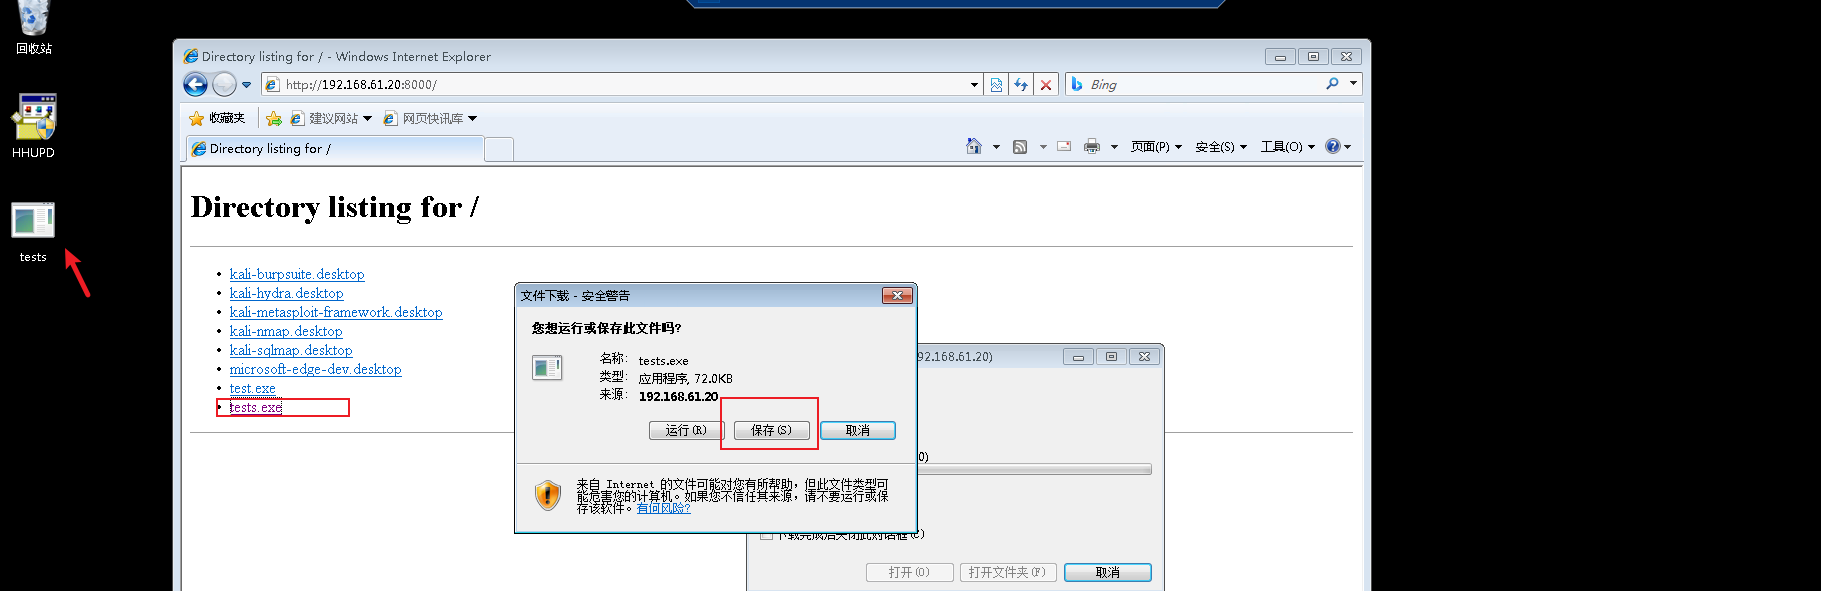 回收站
HHUPD
tests
Directory listing for / - Windows Internet Explorer
http://192.168.61.20:8000/
Bing
收藏夹
建议网站
网页快讯库
Directory listing for /
页面(P)
安全(S)
工具(O)
Directory listing for /
kali-burpsuite.desktop
kali-hydra.desktop
kali-metasploit-framework.desktop
kali-nmap.desktop
kali-sqlmap.desktop
microsoft-edge-dev.desktop
test.exe
tests.exe
文件下载 - 安全警告
您想运行或保存此文件吗?
名称: tests.exe
类型: 应用程序, 72.0KB
来源: 192.168.61.20
运行(R)
保存(S)
取消
来自 Internet 的文件可能对您有所帮助，但此文件类型可
能危害您的计算机。如果您不信任其来源，请不要运行或保
存该软件。有何风险?
92.168.61.20)
0)
下载完成后关闭此对话框(C)
打开(O)
打开文件夹(F)
取消